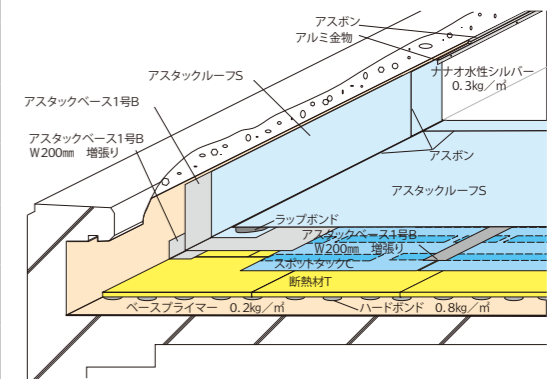 アスボン
アルミ金物
ナナオ水性シルバー
0.3kg／㎡
アスタックルーフS
アスタックベース1号B
アスタックベース1号B
W200㎜　増張り
アスボン
アスタックルーフS
ラップボンド
アスタックベース1号B
W200㎜　増張り
スポットタックC
断熱材T
ベースプライマー　0.2kg／㎡
ハードボンド　0.8kg／㎡